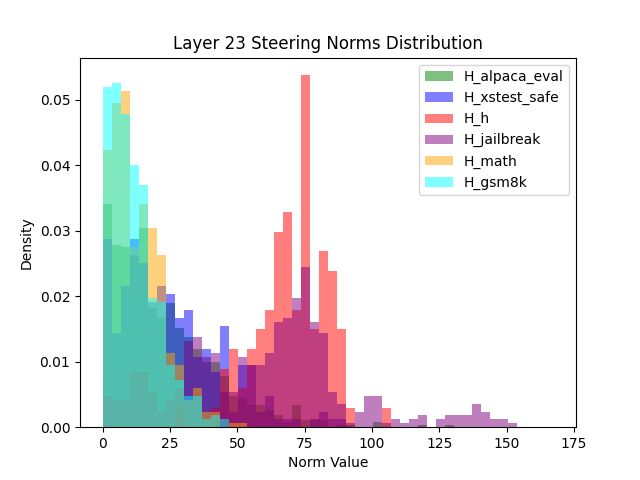 Layer 23 Steering Norms Distribution
H_alpaca_eval
H_xstest_safe
H_h
H_jailbreak
H_math
H_gsm8k
Density
0.05
0.04
0.03
0.02
0.01
0.00
0 25 50 75 100 125 150 175
Norm Value